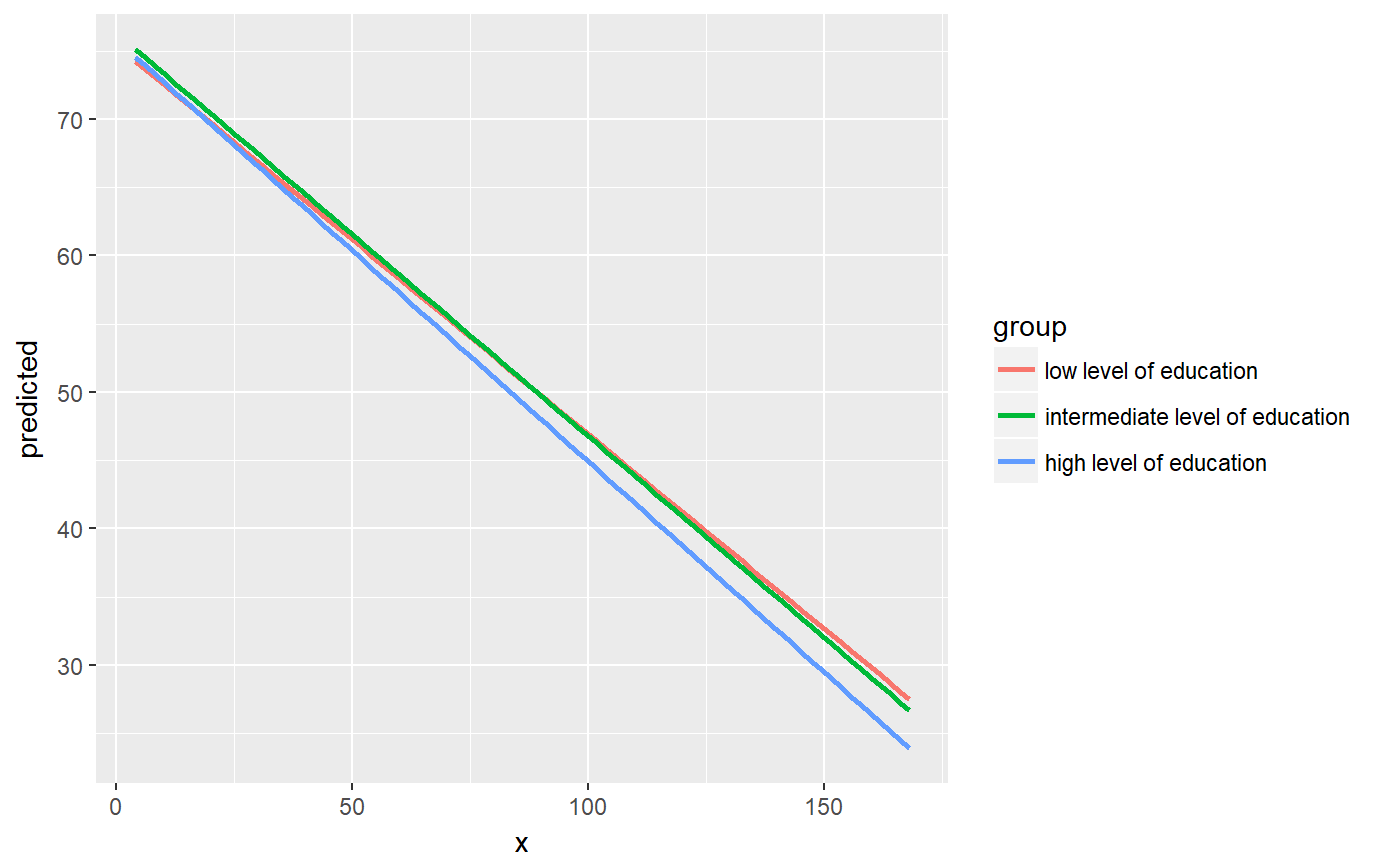 predicted
70
60
50
40
30
0
50
100
150
x
group
low level of education
intermediate level of education
high level of education